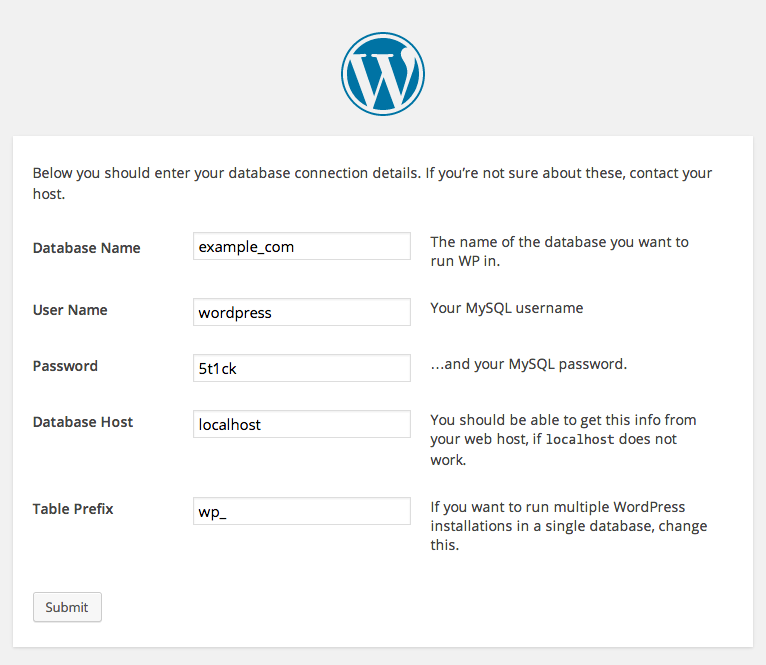 Below you should enter your database connection details. If you’re not sure about these, contact your
host.
Database Name
example_com
The name of the database you want to
run WP in.
User Name
wordpress
Your MySQL username
Password
5t1ck
…and your MySQL password.
Database Host
localhost
You should be able to get this info from
your web host, if localhost does not
work.
Table Prefix
wp_
If you want to run multiple WordPress
installations in a single database, change
this.
Submit